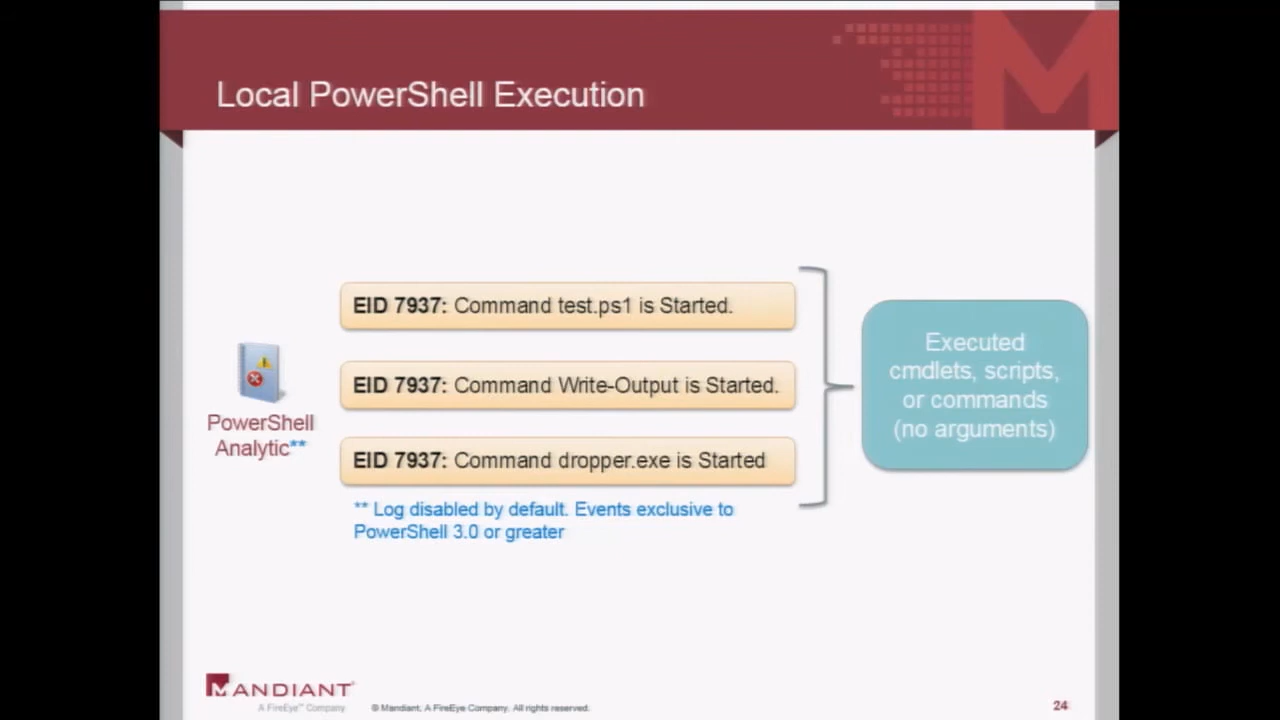 Local PowerShell Execution
EID 7937: Command test.ps1 is Started.
EID 7937: Command Write-Output is Started.
EID 7937: Command dropper.exe is Started
PowerShell
Analytic**
** Log disabled by default. Events exclusive to
PowerShell 3.0 or greater
Executed
cmdlets, scripts,
or commands
(no arguments)
MANDIANT®
A FireEye™ Company
© Mandiant, A FireEye Company. All rights reserved.
24